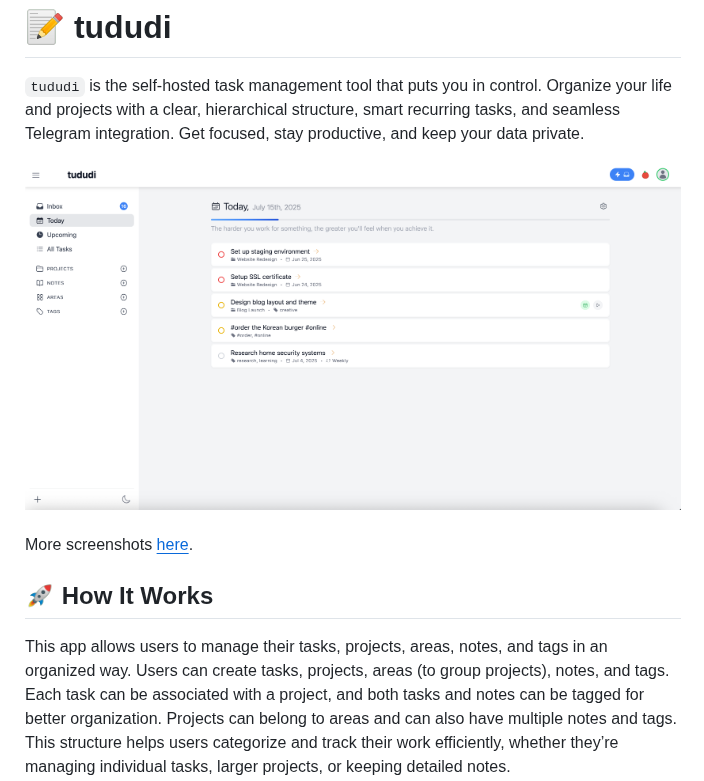 tududi
tududi is the self-hosted task management tool that puts you in control. Organize your life
and projects with a clear, hierarchical structure, smart recurring tasks, and seamless
Telegram integration. Get focused, stay productive, and keep your data private.
tududi
Inbox
Today
Upcoming
All Tasks
PROJECTS
NOTES
AREAS
TAGS
Today, July 15th, 2025
The harder you work for something, the greater you'll feel when you achieve it.
Set up staging environment
Website Redesign • Jun 25, 2025
Setup SSL certificate
Website Redesign • Jun 28, 2025
Design blog layout and theme
Blog Launch • creative
#order the Korean burger #online
#order, #online
Research home security systems
research, learning • Jul 4, 2025 • Weekly
More screenshots here.
How It Works
This app allows users to manage their tasks, projects, areas, notes, and tags in an
organized way. Users can create tasks, projects, areas (to group projects), notes, and tags.
Each task can be associated with a project, and both tasks and notes can be tagged for
better organization. Projects can belong to areas and can also have multiple notes and tags.
This structure helps users categorize and track their work efficiently, whether they're
managing individual tasks, larger projects, or keeping detailed notes.